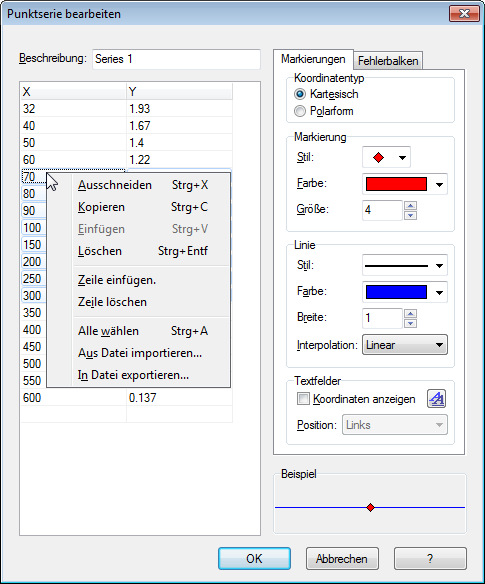 Punktserie bearbeiten
Beschreibung: Series 1
X Y
32 1.93
40 1.67
50 1.4
60 1.22
70
80
90
100
150
200
250
300
350
400
450
500
550
600 0.137
Ausschneiden Strg+X
Kopieren Strg+C
Einfügen Strg+V
Löschen Strg+Entf
Zeile einfügen.
Zeile löschen
Alle wählen Strg+A
Aus Datei importieren...
In Datei exportieren...
Markierungen Fehlerbalken
Koordinatentyp
Kartesisch
Polarform
Markierung
Stil:
Farbe:
Größe: 4
Linie
Stil:
Farbe:
Breite: 1
Interpolation: Linear
Textfelder
Koordinaten anzeigen
Position: Links
Beispiel
OK Abbrechen ?